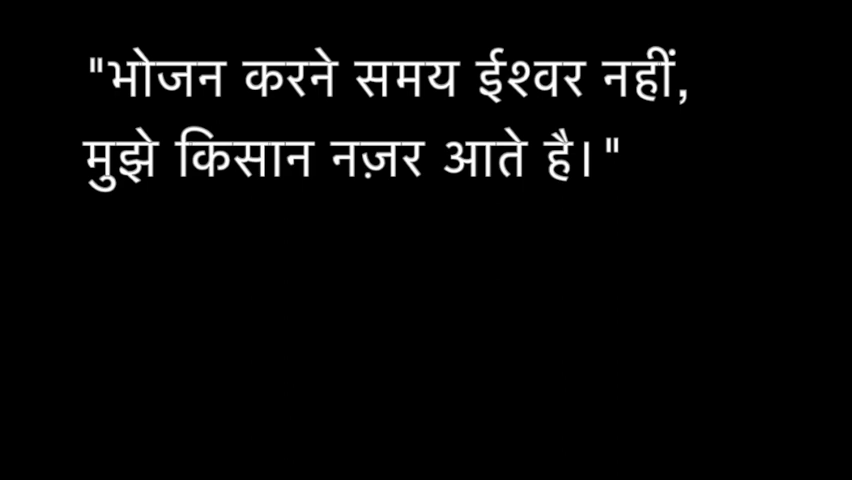 "भोजन करने समय ईश्वर नहीं,
मुझे किसान नज़र आते है।"